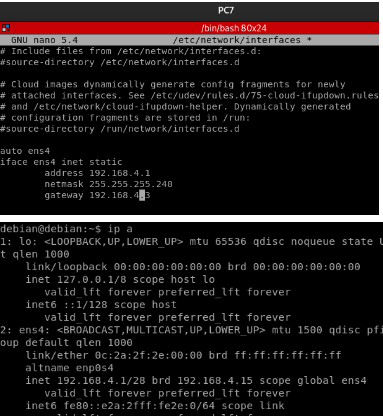 PC7
/bin/bash 80x24
GNU nano 5.4 /etc/network/interfaces *
# Include files from /etc/network/interfaces.d:
#source-directory /etc/network/interfaces.d
# Cloud images dynamically generate config fragments for newly
# attached interfaces. See /etc/udev/rules.d/75-cloud-ifupdown.rules
# and /etc/network/cloud-ifupdown-helper. Dynamically generated
# configuration fragments are stored in /run:
#source-directory /run/network/interfaces.d
auto ens4
iface ens4 inet static
address 192.168.4.1
netmask 255.255.255.240
gateway 192.168.4.3
debian@debian:~$ ip a
1: lo: <LOOPBACK,UP,LOWER_UP> mtu 65536 qdisc noqueue state U
t qlen 1000
link/loopback 00:00:00:00:00:00 brd 00:00:00:00:00:00
inet 127.0.0.1/8 scope host lo
valid_lft forever preferred_lft forever
inet6 ::1/128 scope host
valid_lft forever preferred_lft forever
2: ens4: <BROADCAST,MULTICAST,UP,LOWER_UP> mtu 1500 qdisc pfi
oup default qlen 1000
link/ether 0c:2a:2f:2e:00:00 brd ff:ff:ff:ff:ff:ff
altname enp0s4
inet 192.168.4.1/28 brd 192.168.4.15 scope global ens4
valid_lft forever preferred_lft forever
inet6 fe80::e2a:2fff:fe2e:0/64 scope link